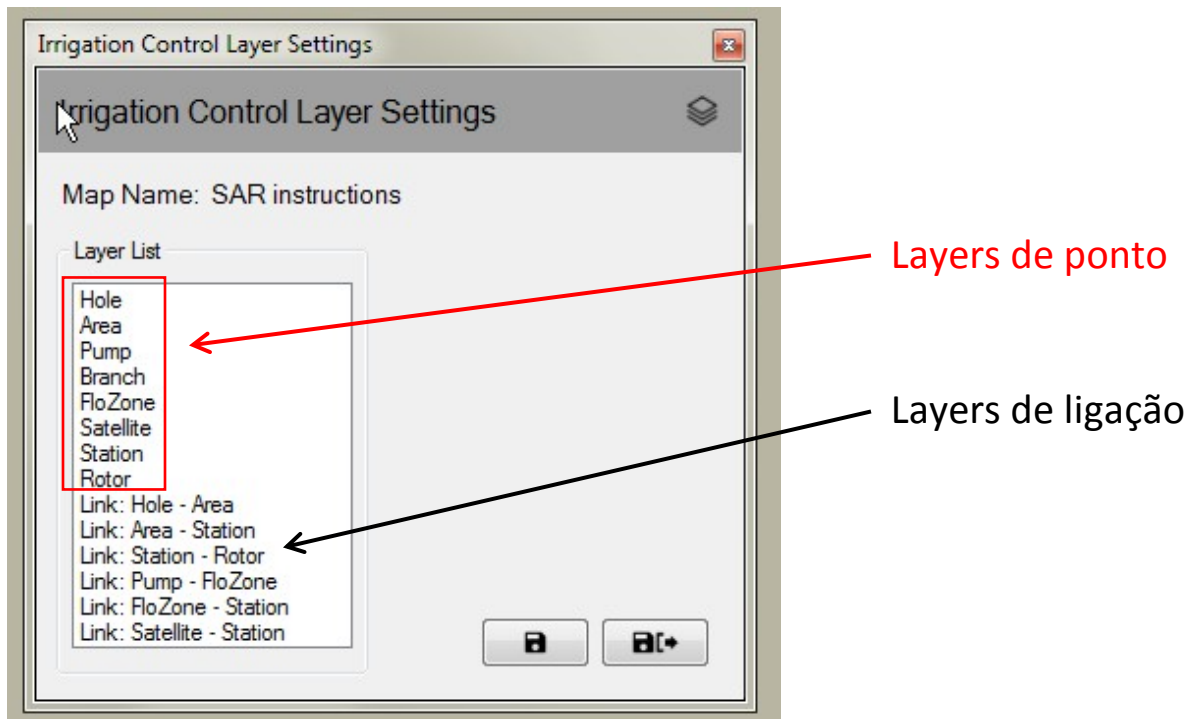 Irrigation Control Layer Settings
Irrigation Control Layer Settings
Map Name: SAR instructions
Layer List
Hole
Area
Pump
Branch
FloZone
Satellite
Station
Rotor
Link: Hole - Area
Link: Area - Station
Link: Station - Rotor
Link: Pump - FloZone
Link: FloZone - Station
Link: Satellite - Station
Layers de ponto
Layers de ligação